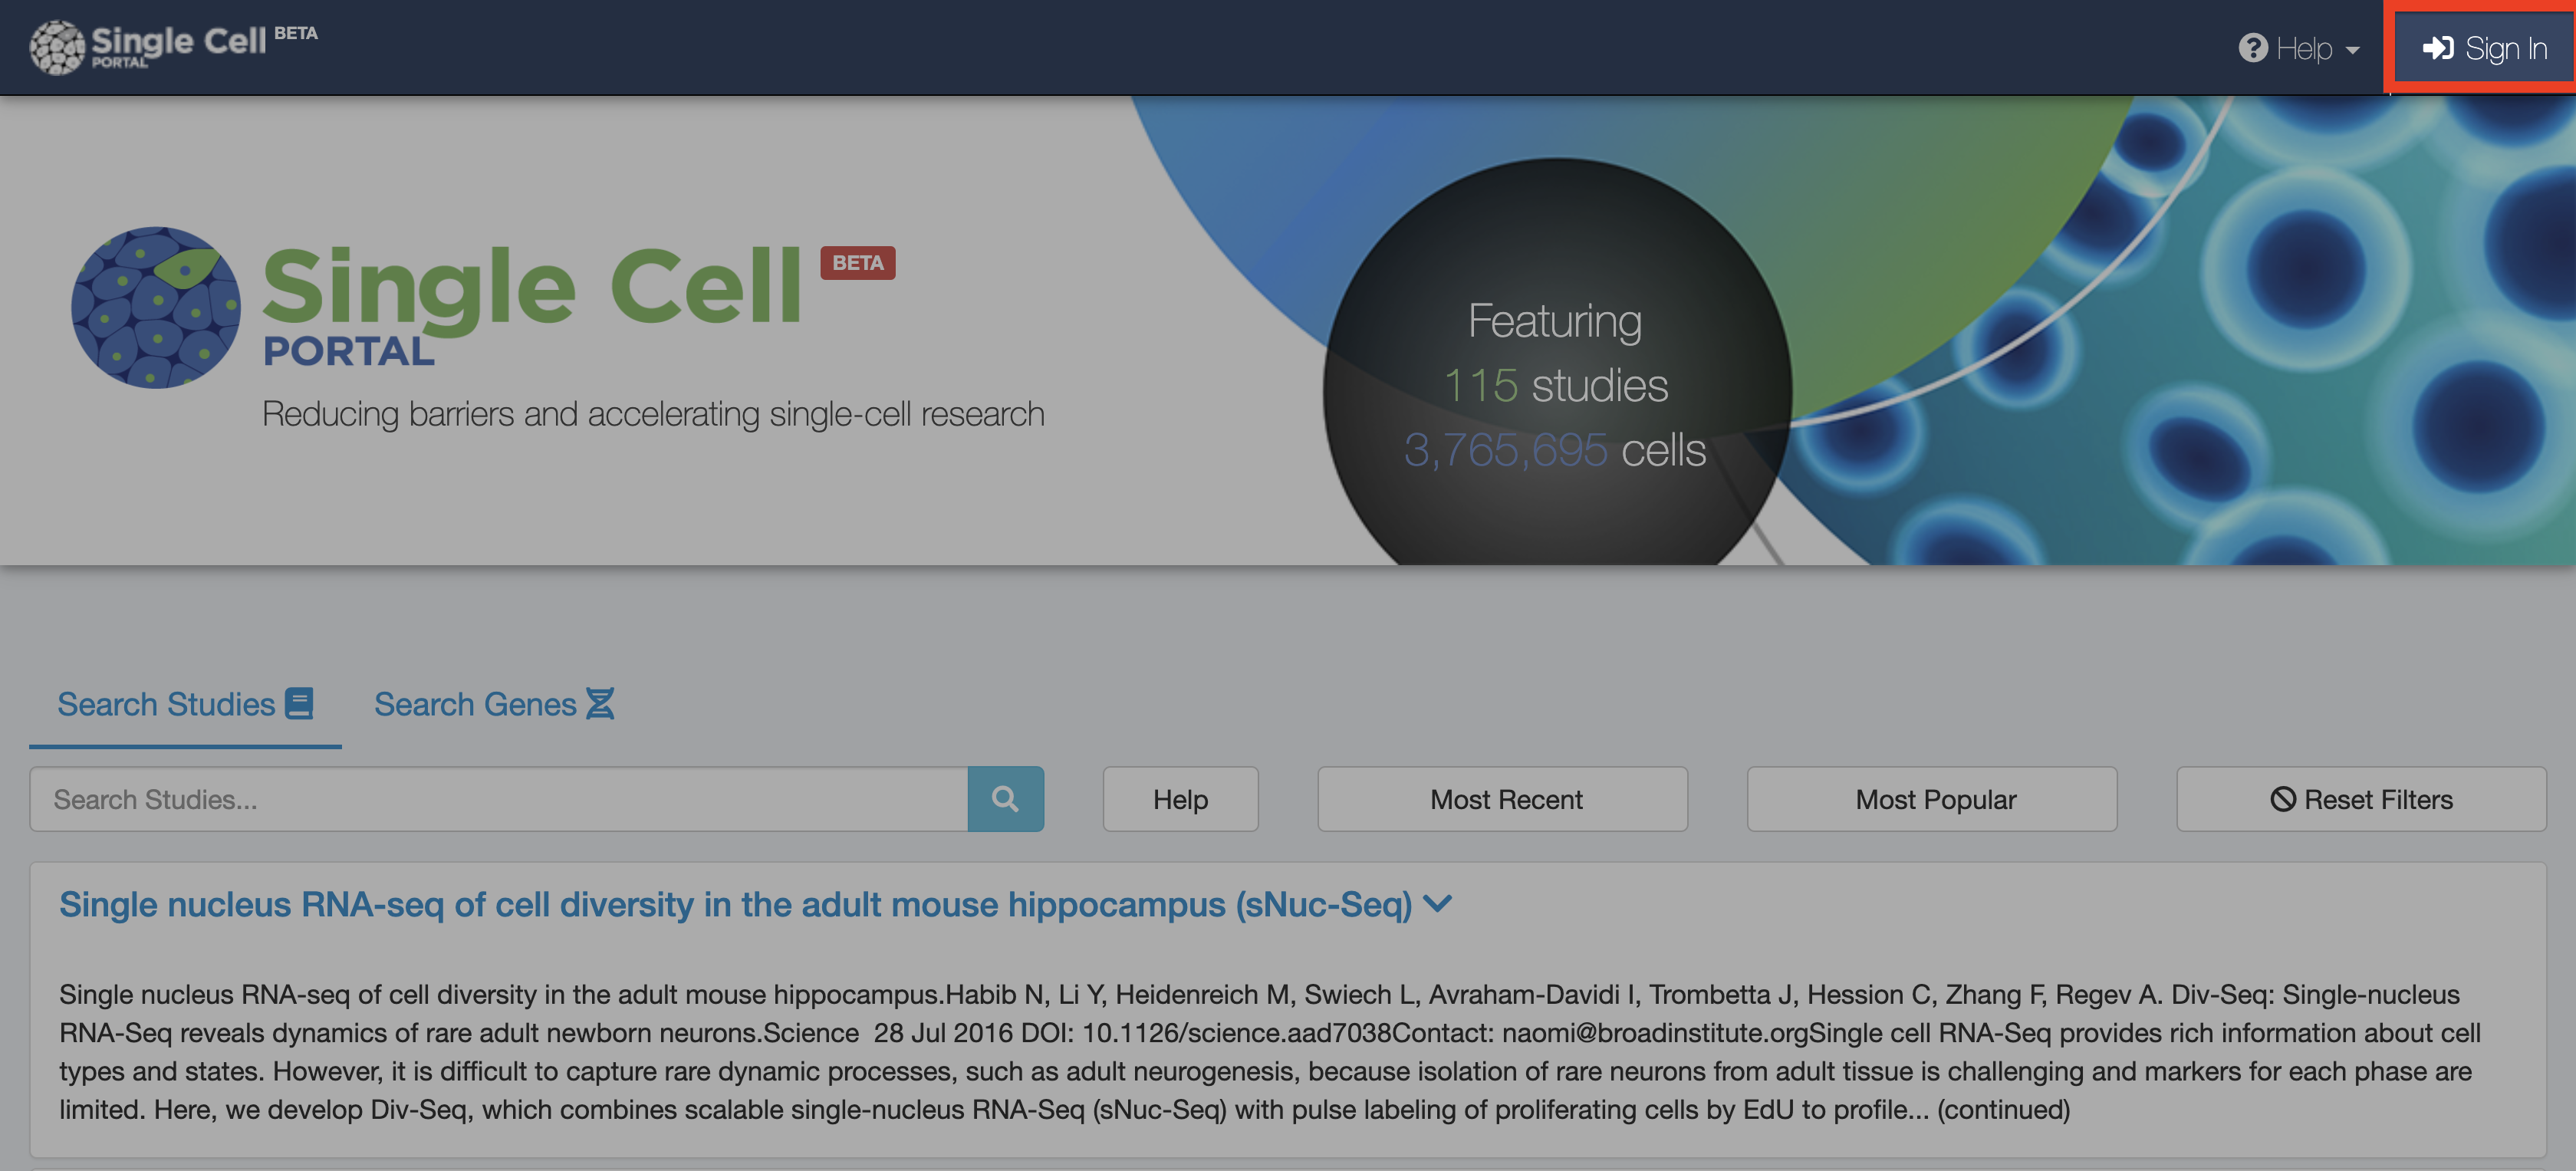 Single Cell BETA
PORTAL
Help
Sign In
Single Cell BETA
PORTAL
Reducing barriers and accelerating single-cell research
Featuring
115 studies
3,765,695 cells
Search Studies
Search Genes
Search Studies...
Help
Most Recent
Most Popular
Reset Filters
Single nucleus RNA-seq of cell diversity in the adult mouse hippocampus (sNuc-Seq)
Single nucleus RNA-seq of cell diversity in the adult mouse hippocampus.Habib N, Li Y, Heidenreich M, Swiech L, Avraham-Davidi I, Trombetta J, Hession C, Zhang F, Regev A. Div-Seq: Single-nucleus
RNA-Seq reveals dynamics of rare adult newborn neurons.Science  28 Jul 2016 DOI: 10.1126/science.aad7038Contact: naomi@broadinstitute.orgSingle cell RNA-Seq provides rich information about cell
types and states. However, it is difficult to capture rare dynamic processes, such as adult neurogenesis, because isolation of rare neurons from adult tissue is challenging and markers for each phase are
limited. Here, we develop Div-Seq, which combines scalable single-nucleus RNA-Seq (sNuc-Seq) with pulse labeling of proliferating cells by EdU to profile... (continued)